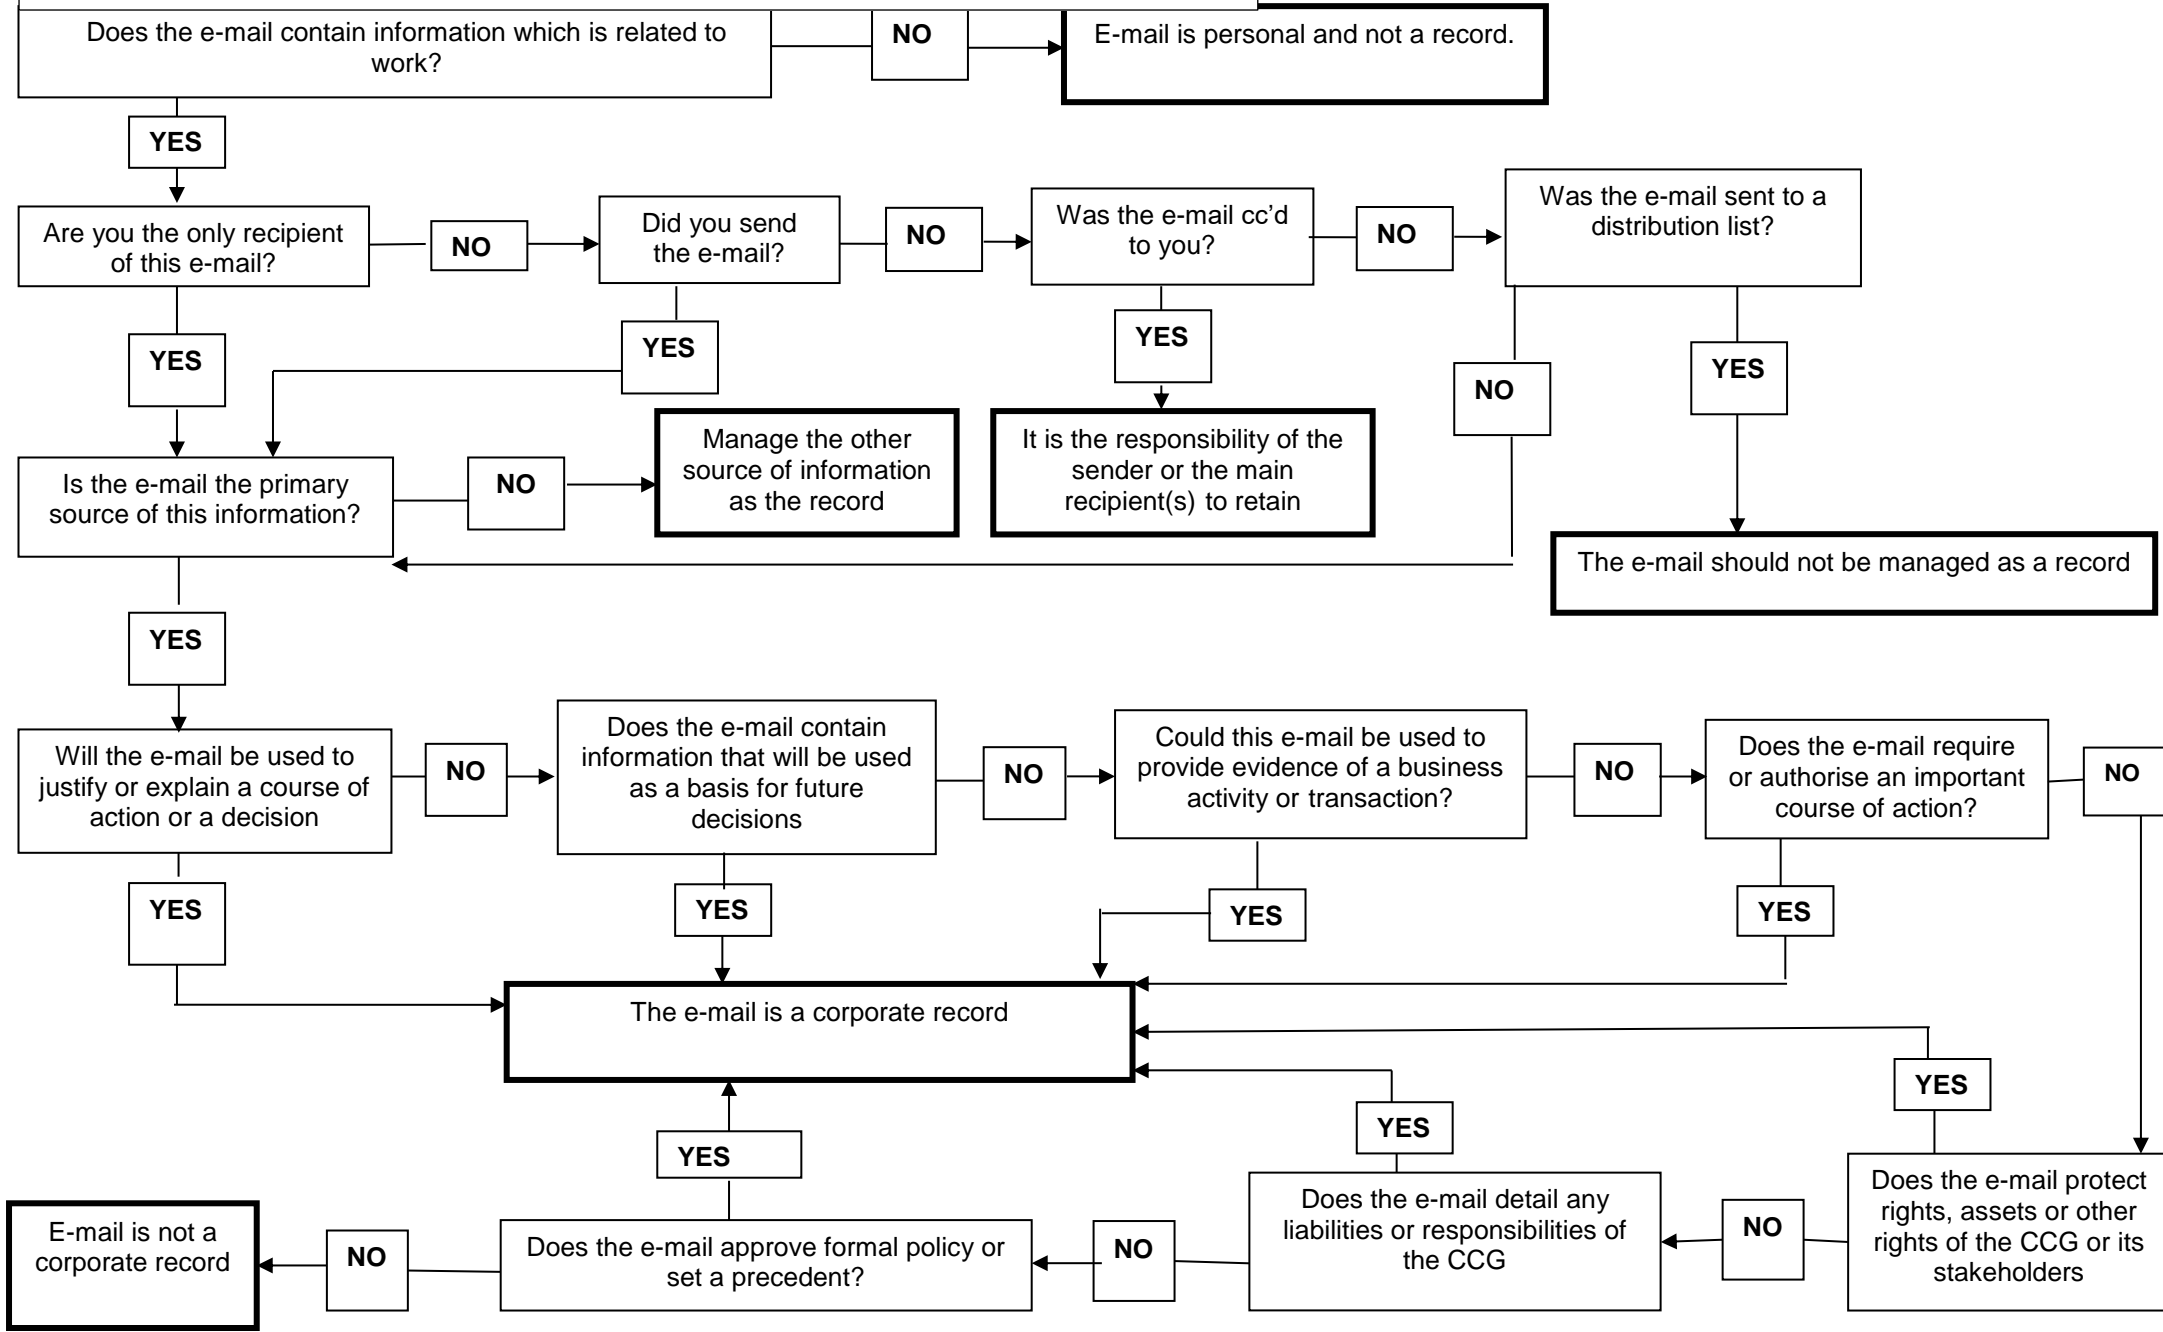 Does the e-mail contain information which is related to
work?
NO
E-mail is personal and not a record.
YES
Are you the only recipient
of this e-mail?
NO
Did you send
the e-mail?
NO
Was the e-mail cc’d
to you?
NO
Was the e-mail sent to a
distribution list?
YES
YES
YES
NO
YES
Is the e-mail the primary
source of this information?
NO
Manage the other
source of information
as the record
It is the responsibility of the
sender or the main
recipient(s) to retain
The e-mail should not be managed as a record
YES
Will the e-mail be used to
justify or explain a course of
action or a decision
NO
Does the e-mail contain
information that will be used
as a basis for future
decisions
NO
Could this e-mail be used to
provide evidence of a business
activity or transaction?
NO
Does the e-mail require
or authorise an important
course of action?
NO
YES
YES
YES
YES
The e-mail is a corporate record
YES
YES
YES
Does the e-mail protect
rights, assets or other
rights of the CCG or its
stakeholders
NO
Does the e-mail detail any
liabilities or responsibilities of
the CCG
NO
Does the e-mail approve formal policy or
set a precedent?
NO
E-mail is not a
corporate record